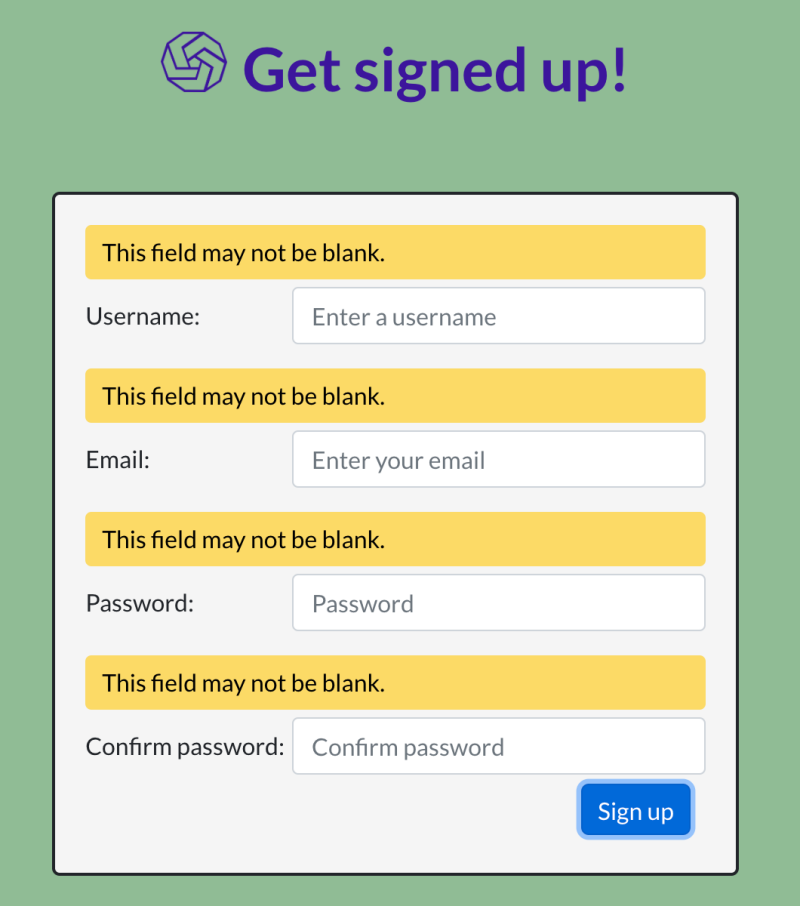 Get signed up!
This field may not be blank.
Username: Enter a username
This field may not be blank.
Email: Enter your email
This field may not be blank.
Password: Password
This field may not be blank.
Confirm password: Confirm password
Sign up